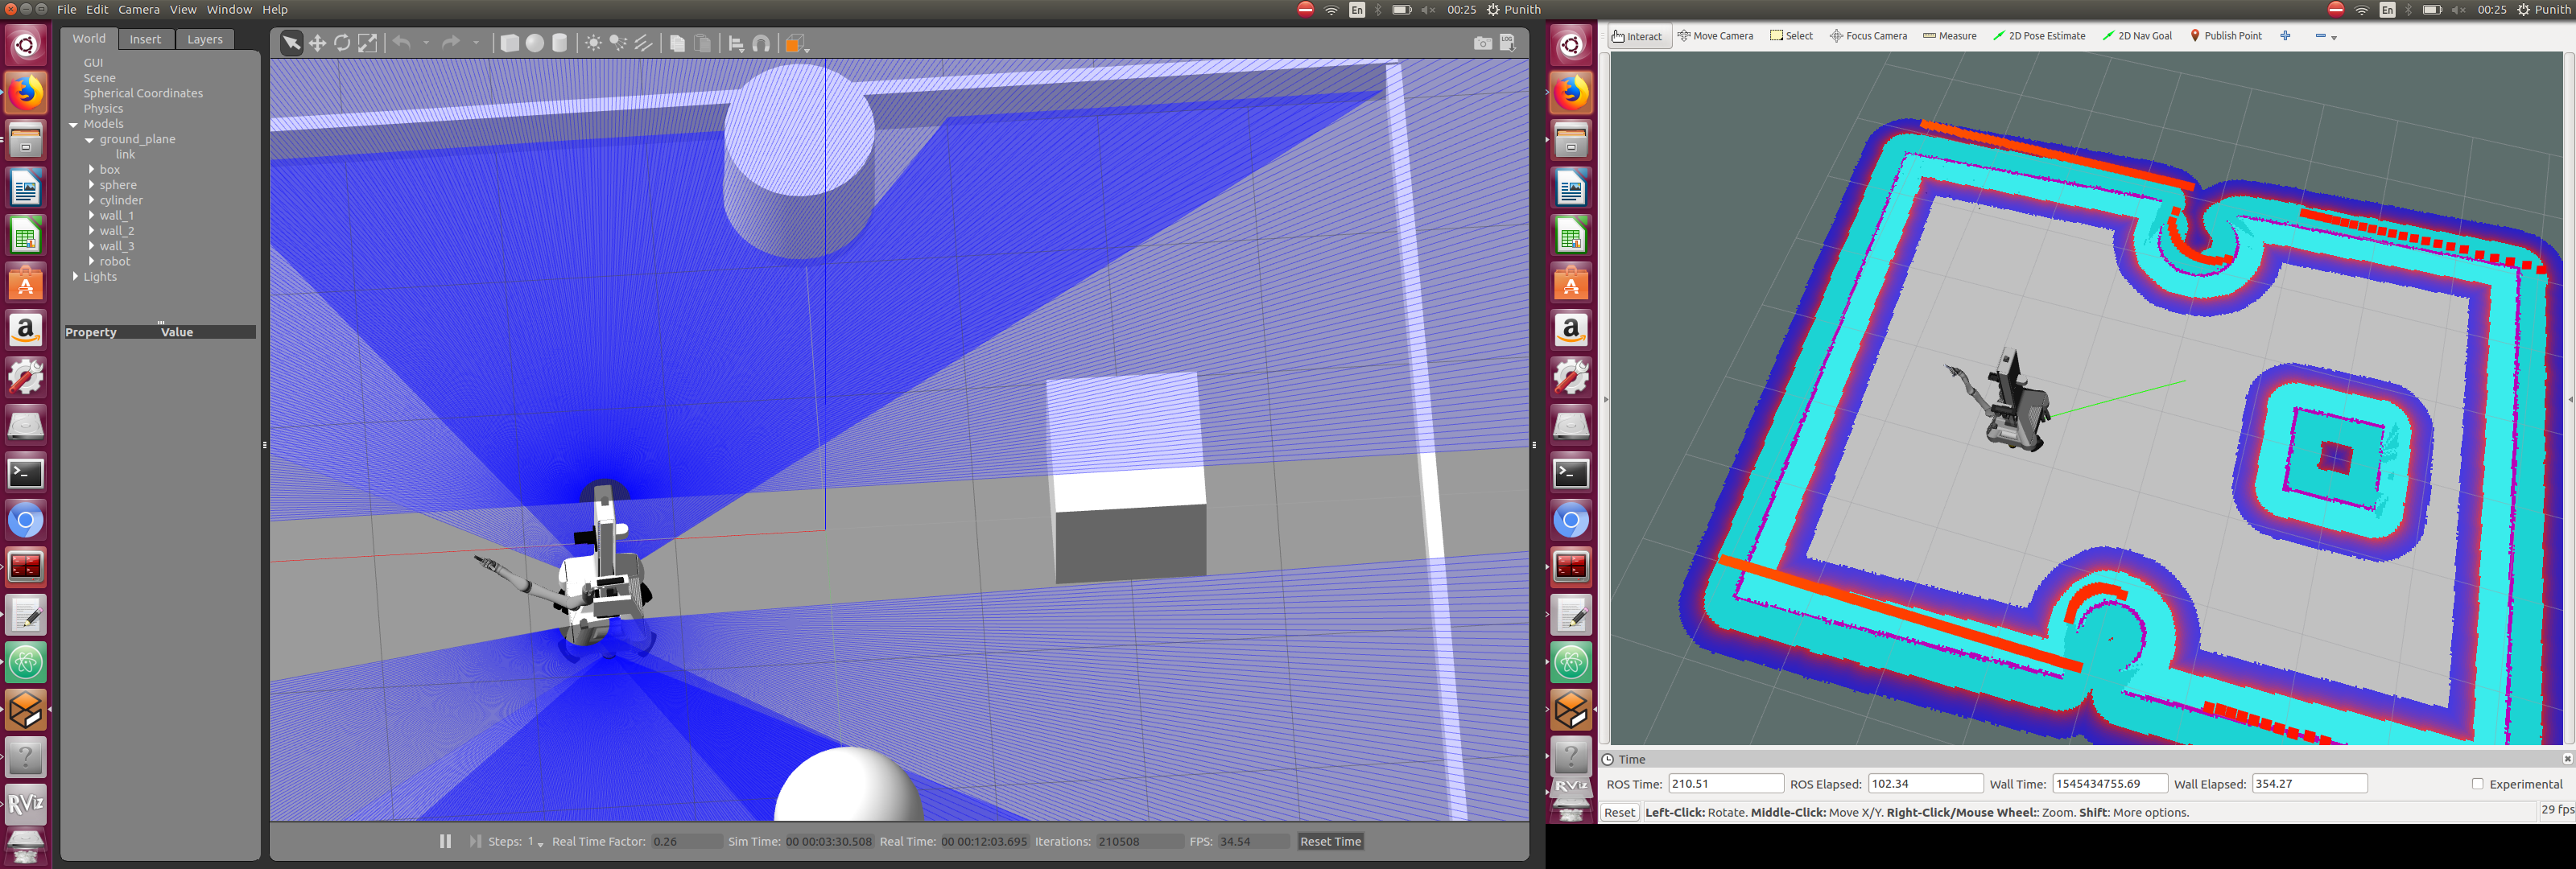 File Edit Camera View Window Help
En 00:25 Punith
World Insert Layers
GUI
Scene
Spherical Coordinates
Physics
Models
ground_plane
link
box
sphere
cylinder
wall_1
wall_2
wall_3
robot
Lights
Property Value
LOG
Steps: 1 Real Time Factor: 0.26 Sim Time: 00 00:03:30.508 Real Time: 00 00:12:03.695 Iterations: 210508 FPS: 34.54 Reset Time
En 00:25 Punith
Interact Move Camera Select Focus Camera Measure 2D Pose Estimate 2D Nav Goal Publish Point
Time
ROS Time: 210.51 ROS Elapsed: 102.34 Wall Time: 1545434755.69 Wall Elapsed: 354.27 Experimental
Reset Left-Click: Rotate. Middle-Click: Move X/Y. Right-Click/Mouse Wheel:: Zoom. Shift: More options. 29 fps
RViz
RViz